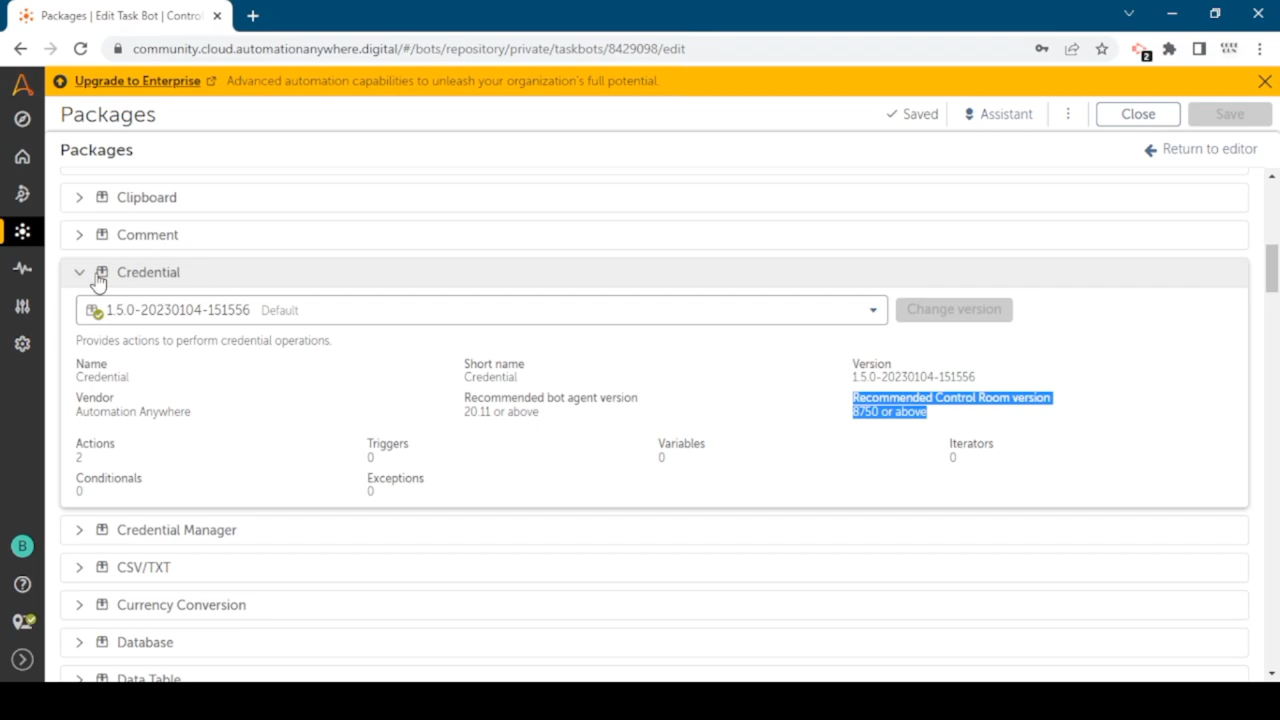 Packages | Edit Task Bot | Contro
community.cloud.automationanywhere.digital/#/bots/repository/private/taskbots/8429098/edit
2
Upgrade to Enterprise Advanced automation capabilities to unleash your organization's full potential.
Packages
Saved
Assistant
Close
Save
Packages
Return to editor
Clipboard
Comment
Credential
1.5.0-20230104-151556 Default
Change version
Provides actions to perform credential operations.
Name Short name Version
Credential Credential 1.5.0-20230104-151556
Vendor Recommended bot agent version Recommended Control Room version
Automation Anywhere 20.11 or above 8750 or above
Actions Triggers Variables Iterators
2 0 0 0
Conditionals Exceptions
0 0
Credential Manager
B
CSV/TXT
Currency Conversion
Database
Data Table